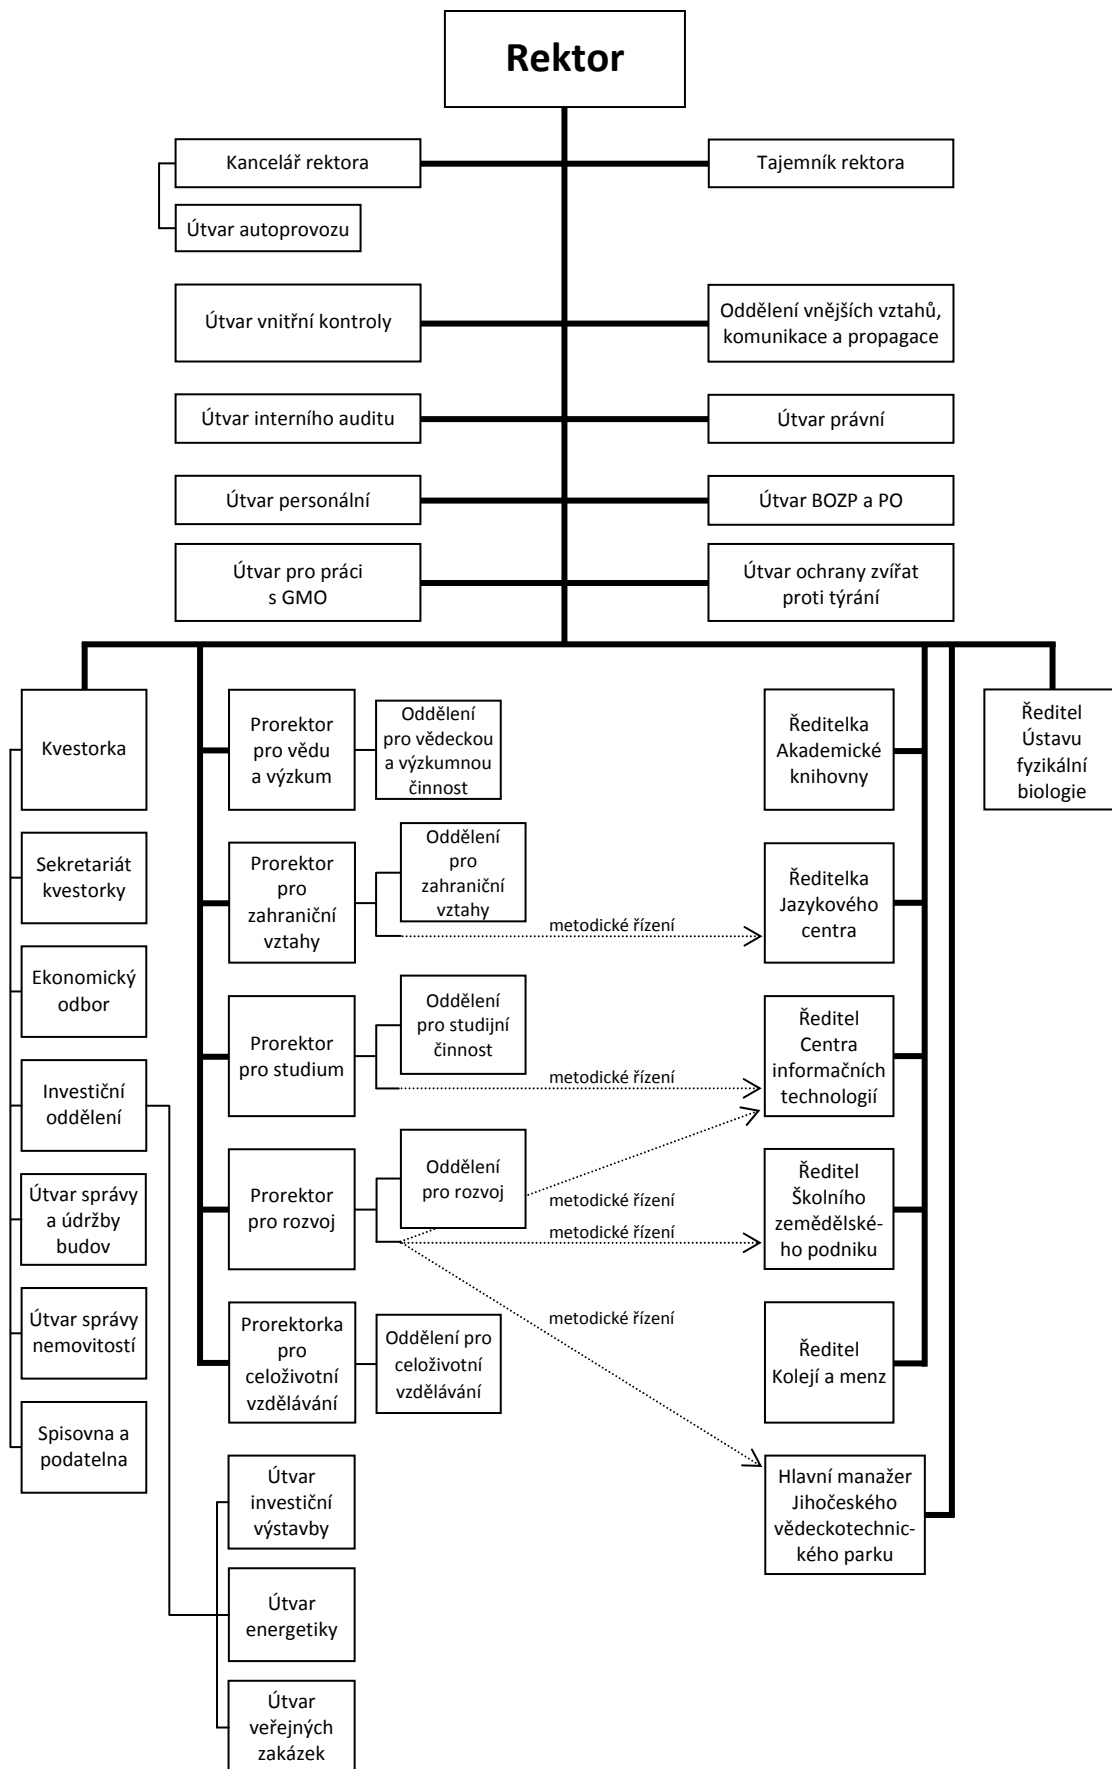 Rektor
Kancelář rektora
Tajemník rektora
Útvar autoprovozu
Útvar vnitřní kontroly
Oddělení vnějších vztahů,
komunikace a propagace
Útvar interního auditu
Útvar právní
Útvar personální
Útvar BOZP a PO
Útvar pro práci
s GMO
Útvar ochrany zvířat
proti týrání
Kvestorka
Sekretariát
kvestorky
Ekonomický
odbor
Investiční
oddělení
Útvar správy
a údržby
budov
Útvar správy
nemovitostí
Spisovna a
podatelna
Prorektor
pro vědu
a výzkum
Oddělení
pro vědeckou
a výzkumnou
činnost
Prorektor
pro
zahraniční
vztahy
Oddělení
pro
zahraniční
vztahy
metodické řízení
Prorektor
pro studium
Oddělení
pro studijní
činnost
metodické řízení
Prorektor
pro rozvoj
Oddělení
pro rozvoj
metodické řízení
metodické řízení
metodické řízení
Prorektorka
pro
celoživotní
vzdělávání
Oddělení pro
celoživotní
vzdělávání
Útvar
investiční
výstavby
Útvar
energetiky
Útvar
veřejných
zakázek
Ředitelka
Akademické
knihovny
Ředitelka
Jazykového
centra
Ředitel
Centra
informačních
technologií
Ředitel
Školního
zemědělské-
ho podniku
Ředitel
Kolejí a menz
Hlavní manažer
Jihočeského
vědeckotechnic-
kého parku
Ředitel
Ústavu
fyzikální
biologie